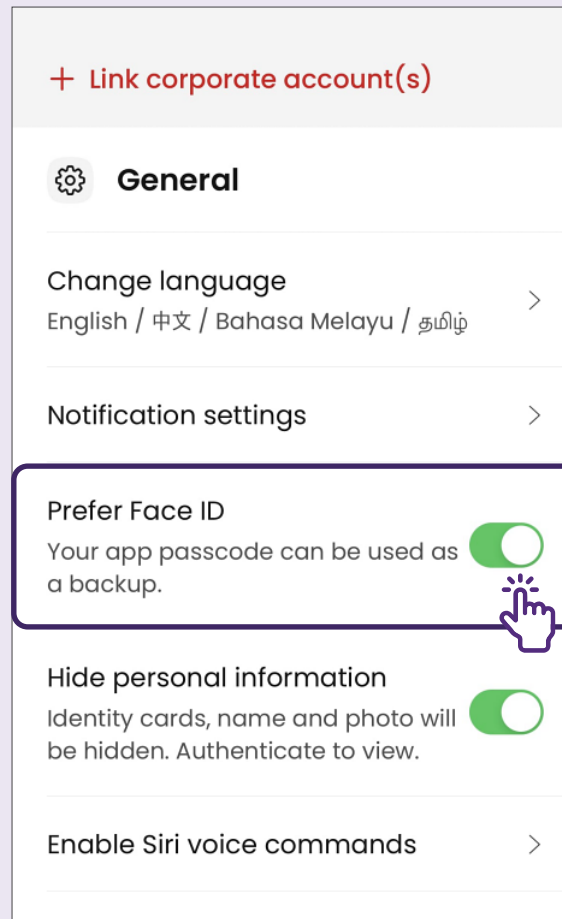 + Link corporate account(s)
General
Change language
English / 中文 / Bahasa Melayu / தமிழ்
Notification settings
Prefer Face ID
Your app passcode can be used as
a backup.
Hide personal information
Identity cards, name and photo will
be hidden. Authenticate to view.
Enable Siri voice commands